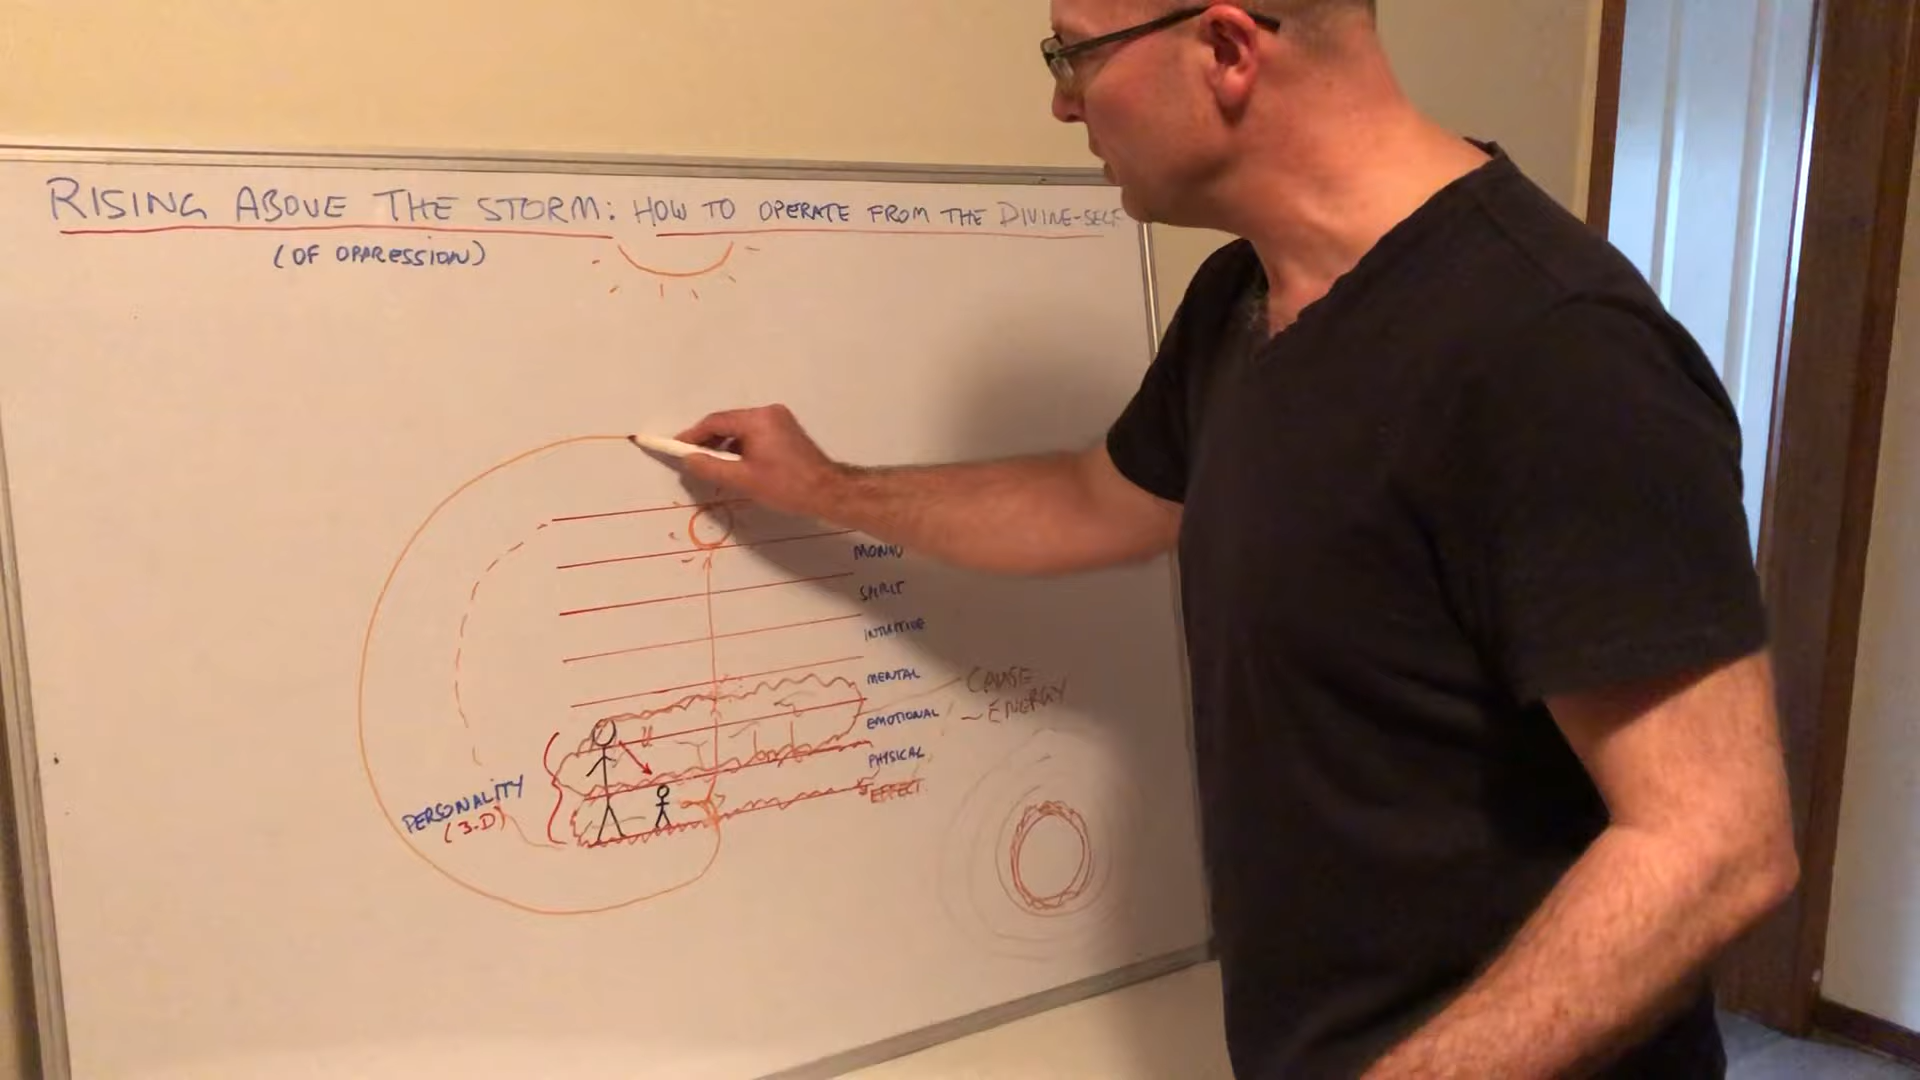 RISING ABOVE THE STORM: HOW TO OPERATE FROM THE DIVINE-SELF
(OF OPPRESSION)
MONAD
SPIRIT
INTUITIVE
MENTAL
CAUSE
EMOTIONAL
~ENERGY
PHYSICAL
EFFECT
PERSONALITY
(3.D)